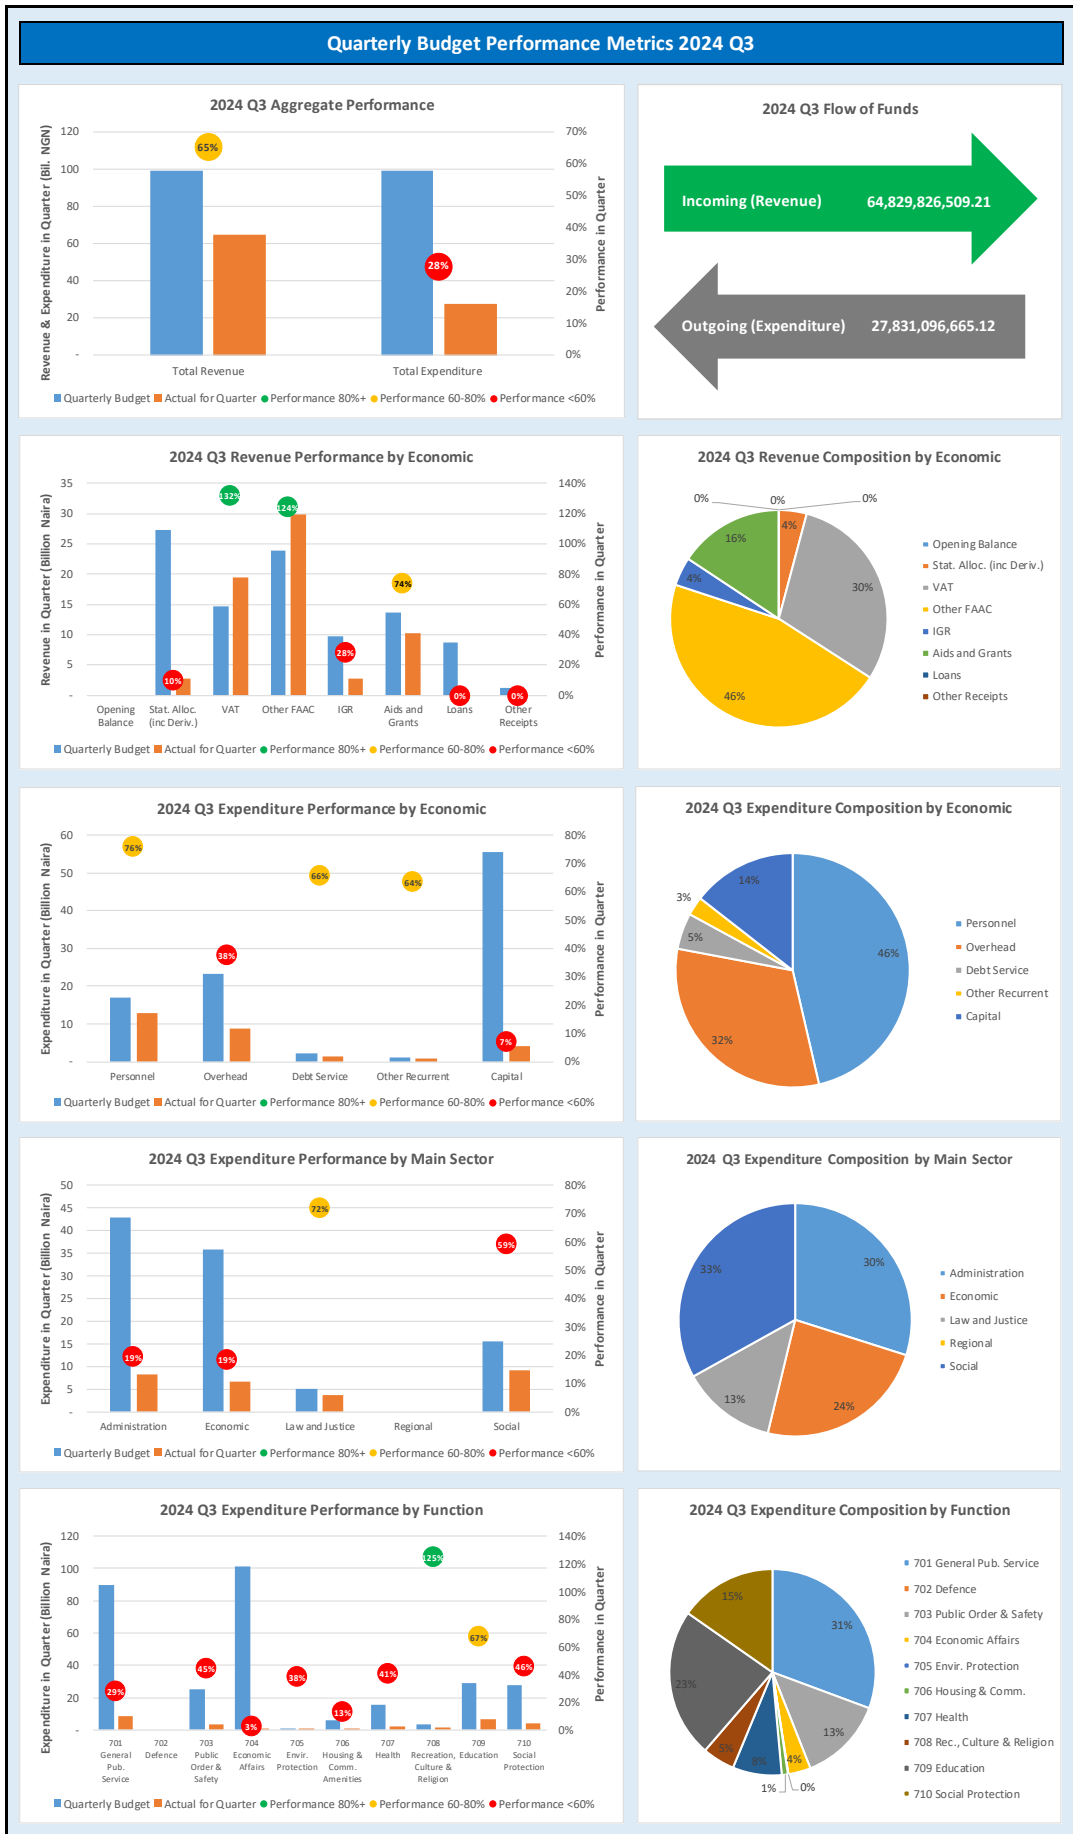 Quarterly Budget Performance Metrics 2024 Q3
2024 Q3 Aggregate Performance
Revenue & Expenditure in Quarter (Bil. NGN)
120
100
80
60
40
20
-
65%
28%
70%
60%
50%
40%
30%
20%
10%
0%
Performance in Quarter
Total Revenue
Total Expenditure
Quarterly Budget
Actual for Quarter
Performance 80%+
Performance 60-80%
Performance <60%
2024 Q3 Flow of Funds
Incoming (Revenue) 64,829,826,509.21
Outgoing (Expenditure) 27,831,096,665.12
2024 Q3 Revenue Performance by Economic
Revenue in Quarter (Billion Naira)
35
30
25
20
15
10
5
-
10%
132%
124%
28%
74%
0%
0%
140%
120%
100%
80%
60%
40%
20%
0%
Performance in Quarter
Opening
Balance
Stat. Alloc.
(inc Deriv.)
VAT
Other FAAC
IGR
Aids and
Grants
Loans
Other
Receipts
Quarterly Budget
Actual for Quarter
Performance 80%+
Performance 60-80%
Performance <60%
2024 Q3 Revenue Composition by Economic
0%
0%
0%
4%
30%
46%
4%
16%
Opening Balance
Stat. Alloc. (inc Deriv.)
VAT
Other FAAC
IGR
Aids and Grants
Loans
Other Receipts
2024 Q3 Expenditure Performance by Economic
Expenditure in Quarter (Billion Naira)
60
50
40
30
20
10
-
76%
38%
66%
64%
7%
80%
70%
60%
50%
40%
30%
20%
10%
0%
Performance in Quarter
Personnel
Overhead
Debt Service
Other Recurrent
Capital
Quarterly Budget
Actual for Quarter
Performance 80%+
Performance 60-80%
Performance <60%
2024 Q3 Expenditure Composition by Economic
14%
3%
5%
46%
32%
Personnel
Overhead
Debt Service
Other Recurrent
Capital
2024 Q3 Expenditure Performance by Main Sector
Expenditure in Quarter (Billion Naira)
50
45
40
35
30
25
20
15
10
5
-
19%
19%
72%
59%
80%
70%
60%
50%
40%
30%
20%
10%
0%
Performance in Quarter
Administration
Economic
Law and Justice
Regional
Social
Quarterly Budget
Actual for Quarter
Performance 80%+
Performance 60-80%
Performance <60%
2024 Q3 Expenditure Composition by Main Sector
33%
30%
13%
24%
Administration
Economic
Law and Justice
Regional
Social
2024 Q3 Expenditure Performance by Function
Expenditure in Quarter (Billion Naira)
120
100
80
60
40
20
-
29%
45%
3%
38%
13%
41%
125%
67%
46%
140%
120%
100%
80%
60%
40%
20%
0%
Performance in Quarter
701
General
Pub.
Service
702
Defence
703
Public
Order &
Safety
704
Economic
Affairs
705
Envir.
Protection
706
Housing &
Comm.
Amenities
707
Health
708
Recreation,
Culture &
Religion
709
Education
710
Social
Protection
Quarterly Budget
Actual for Quarter
Performance 80%+
Performance 60-80%
Performance <60%
2024 Q3 Expenditure Composition by Function
15%
31%
23%
13%
5%
8%
4%
1%
0%
701 General Pub. Service
702 Defence
703 Public Order & Safety
704 Economic Affairs
705 Envir. Protection
706 Housing & Comm.
707 Health
708 Rec., Culture & Religion
709 Education
710 Social Protection